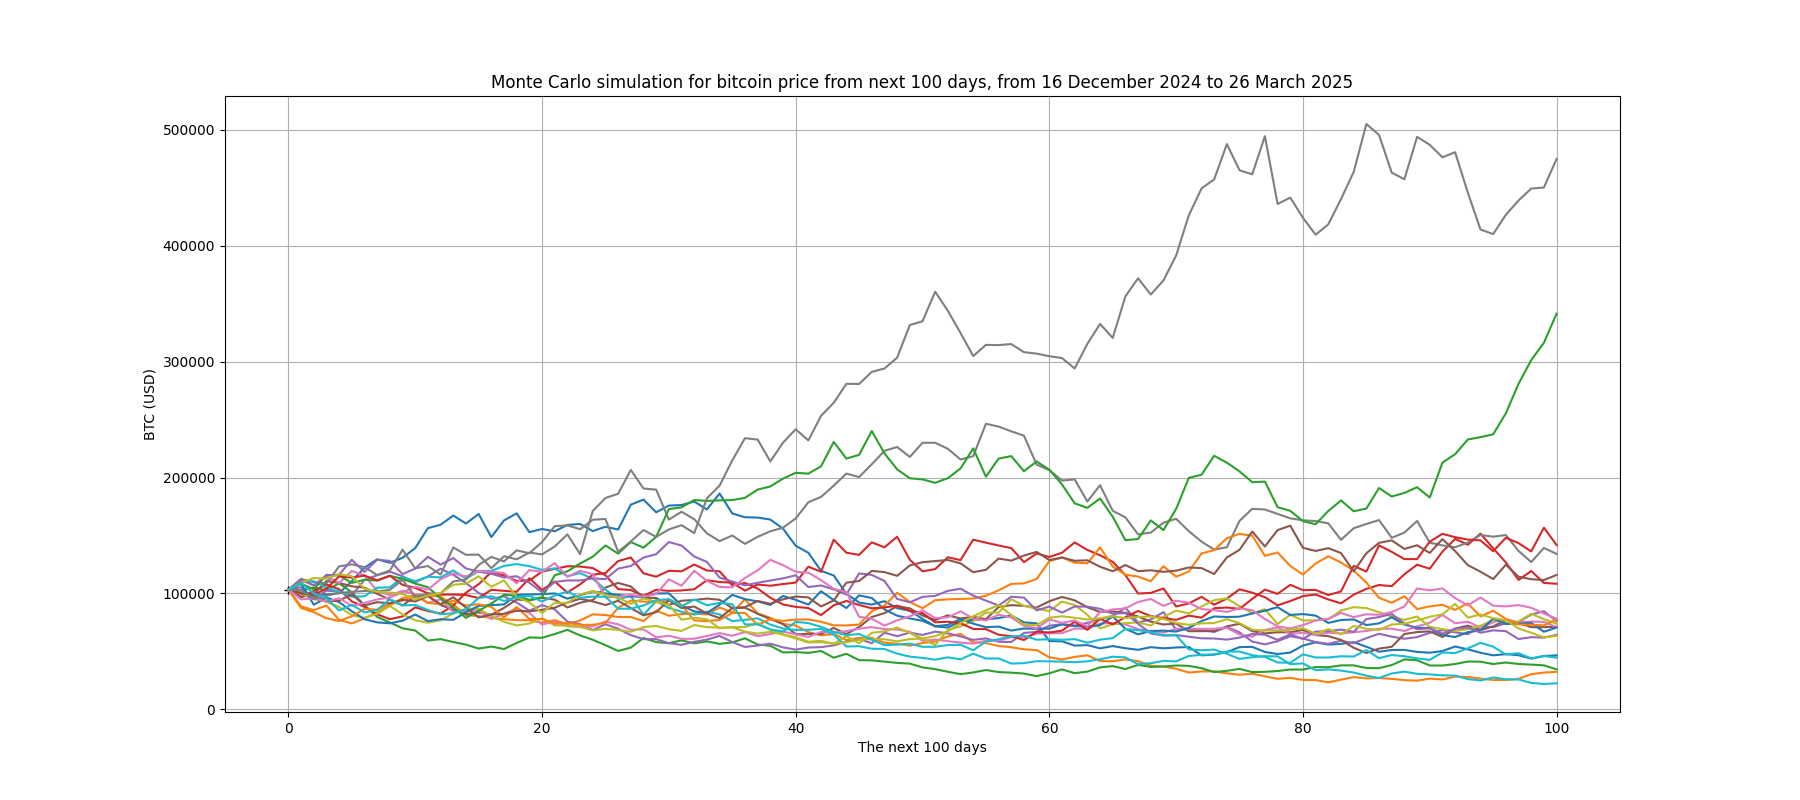 Monte Carlo simulation for bitcoin price from next 100 days, from 16 December 2024 to 26 March 2025
500000
400000
300000
200000
100000
0
BTC (USD)
0 20 40 60 80 100
The next 100 days